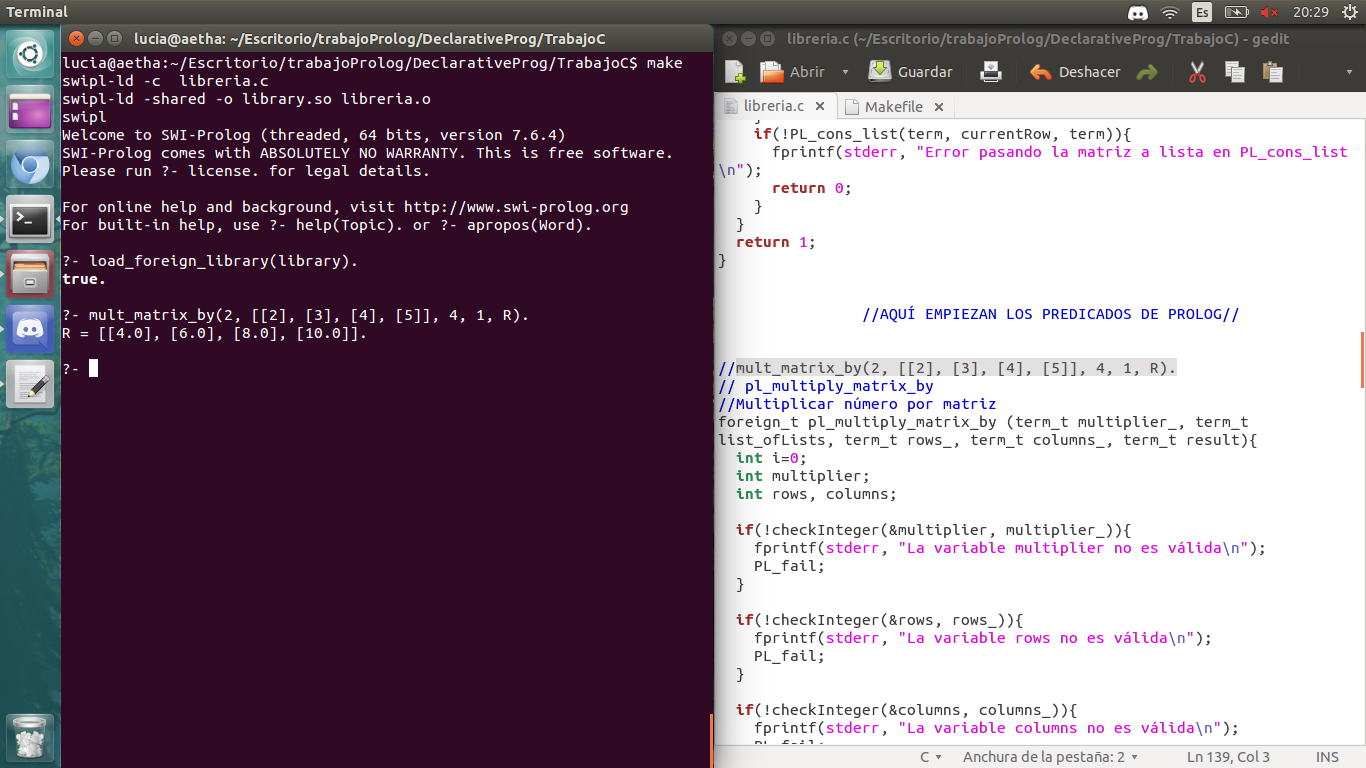 Terminal
Es
20:29
lucia@aetha: ~/Escritorio/trabajoProlog/DeclarativeProg/TrabajoC
lucia@aetha:~/Escritorio/trabajoProlog/DeclarativeProg/TrabajoC$ make
swipl-ld -c  libreria.c
swipl-ld -shared -o library.so libreria.o
swipl
Welcome to SWI-Prolog (threaded, 64 bits, version 7.6.4)
SWI-Prolog comes with ABSOLUTELY NO WARRANTY. This is free software.
Please run ?- license. for legal details.
For online help and background, visit http://www.swi-prolog.org
For built-in help, use ?- help(Topic). or ?- apropos(Word).
?- load_foreign_library(library).
true.
?- mult_matrix_by(2, [[2], [3], [4], [5]], 4, 1, R).
R = [[4.0], [6.0], [8.0], [10.0]].
?-
libreria.c (~/Escritorio/trabajoProlog/DeclarativeProg/TrabajoC) - gedit
Abrir
Guardar
Deshacer
libreria.c ×
Makefile ×
}
if(!PL_cons_list(term, currentRow, term)){
fprintf(stderr, "Error pasando la matriz a lista en PL_cons_list
\n");
return 0;
}
}
return 1;
}
//AQUÍ EMPIEZAN LOS PREDICADOS DE PROLOG//
//mult_matrix_by(2, [[2], [3], [4], [5]], 4, 1, R).
// pl_multiply_matrix_by
//Multiplicar número por matriz
foreign_t pl_multiply_matrix_by (term_t multiplier_, term_t
list_ofLists, term_t rows_, term_t columns_, term_t result){
int i=0;
int multiplier;
int rows, columns;
if(!checkInteger(&multiplier, multiplier_)){
fprintf(stderr, "La variable multiplier no es válida\n");
PL_fail;
}
if(!checkInteger(&rows, rows_)){
fprintf(stderr, "La variable rows no es válida\n");
PL_fail;
}
if(!checkInteger(&columns, columns_)){
fprintf(stderr, "La variable columns no es válida\n");
PL_fail;
C
Anchura de la pestaña: 2
Ln 139, Col 3
INS